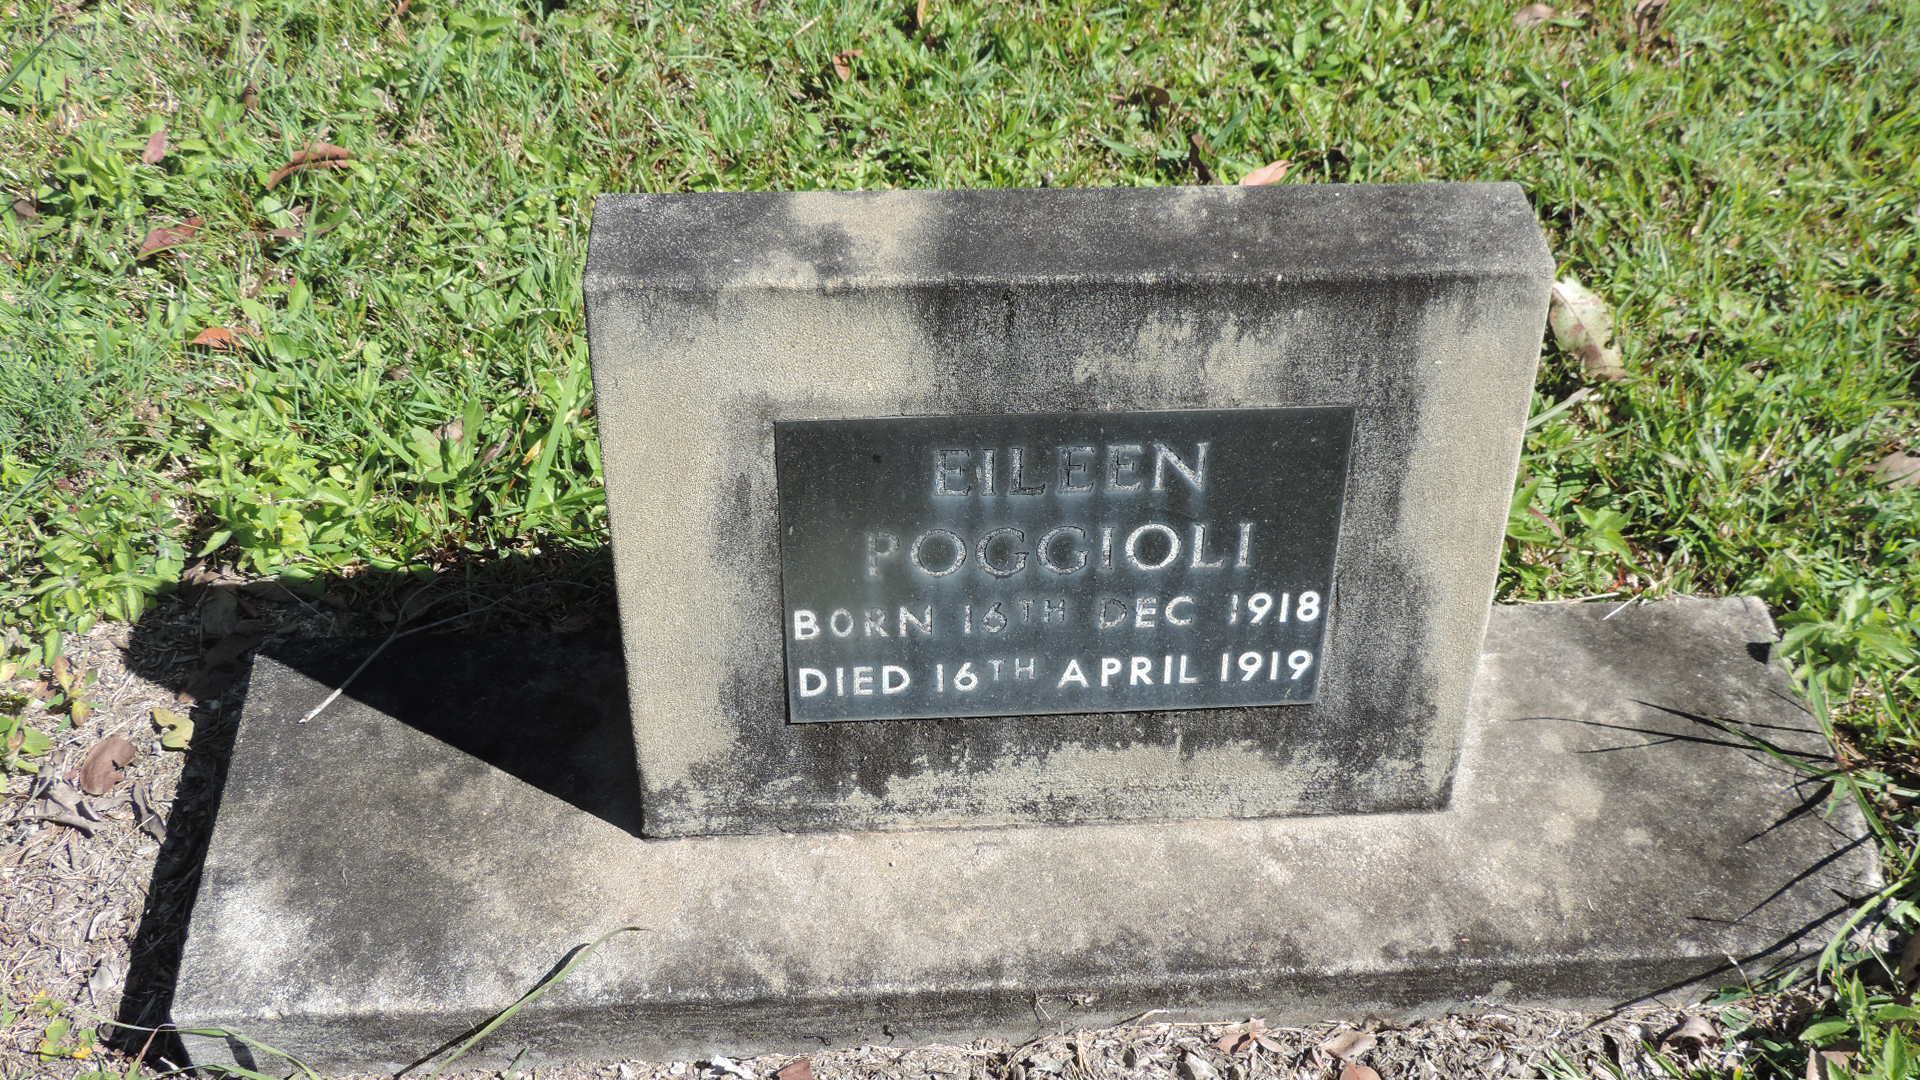 EILEEN
POGGIOLI
BORN 16TH DEC 1918
DIED 16TH APRIL 1919